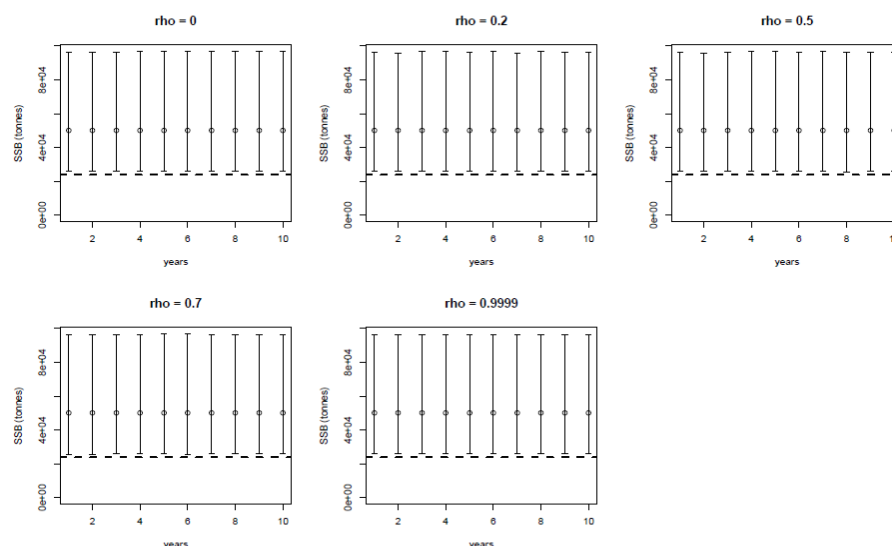 rho = 0
rho = 0.2
rho = 0.5
SSB (tonnes)
8e+04
4e+04
0e+00
2 4 6 8 10
years
SSB (tonnes)
8e+04
4e+04
0e+00
2 4 6 8 10
years
SSB (tonnes)
8e+04
4e+04
0e+00
2 4 6 8
years
rho = 0.7
rho = 0.9999
SSB (tonnes)
8e+04
4e+04
0e+00
2 4 6 8 10
years
SSB (tonnes)
8e+04
4e+04
0e+00
2 4 6 8 10
years